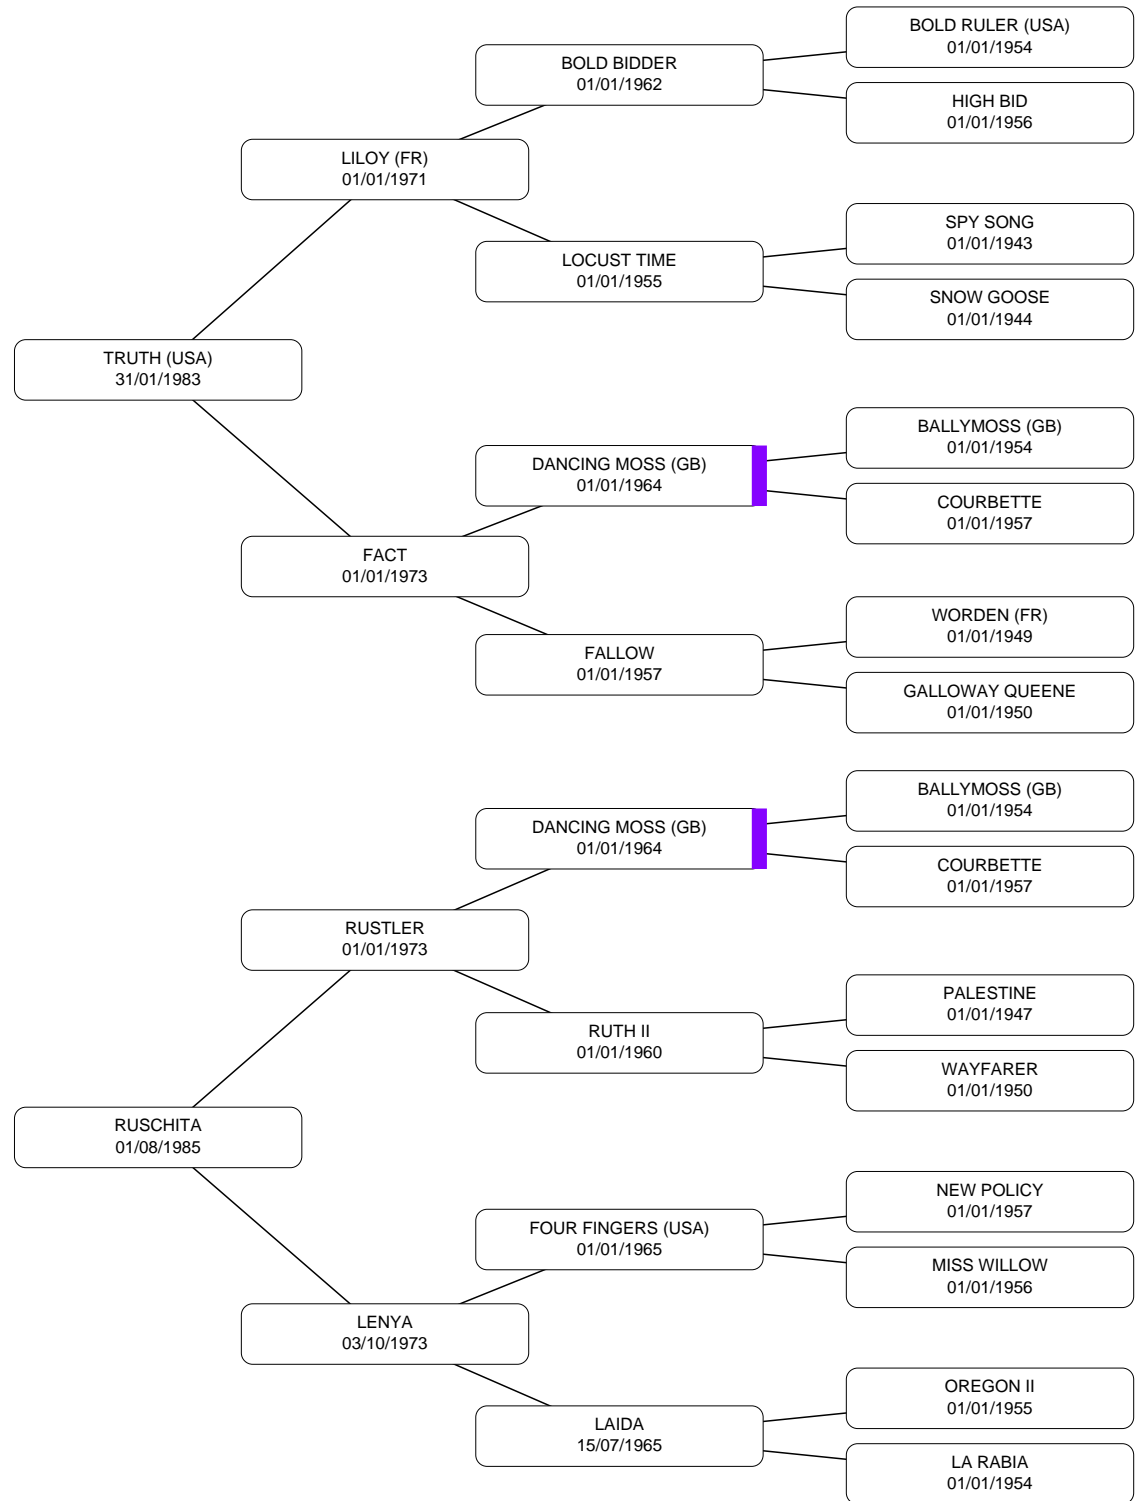 BOLD RULER (USA)
01/01/1954
BOLD BIDDER
01/01/1962
HIGH BID
01/01/1956
LILOY (FR)
01/01/1971
SPY SONG
01/01/1943
LOCUST TIME
01/01/1955
SNOW GOOSE
01/01/1944
TRUTH (USA)
31/01/1983
BALLYMOSS (GB)
01/01/1954
DANCING MOSS (GB)
01/01/1964
COURBETTE
01/01/1957
FACT
01/01/1973
WORDEN (FR)
01/01/1949
FALLOW
01/01/1957
GALLOWAY QUEENE
01/01/1950
BALLYMOSS (GB)
01/01/1954
DANCING MOSS (GB)
01/01/1964
COURBETTE
01/01/1957
RUSTLER
01/01/1973
PALESTINE
01/01/1947
RUTH II
01/01/1960
WAYFARER
01/01/1950
RUSCHITA
01/08/1985
NEW POLICY
01/01/1957
FOUR FINGERS (USA)
01/01/1965
MISS WILLOW
01/01/1956
LENYA
03/10/1973
OREGON II
01/01/1955
LAIDA
15/07/1965
LA RABIA
01/01/1954